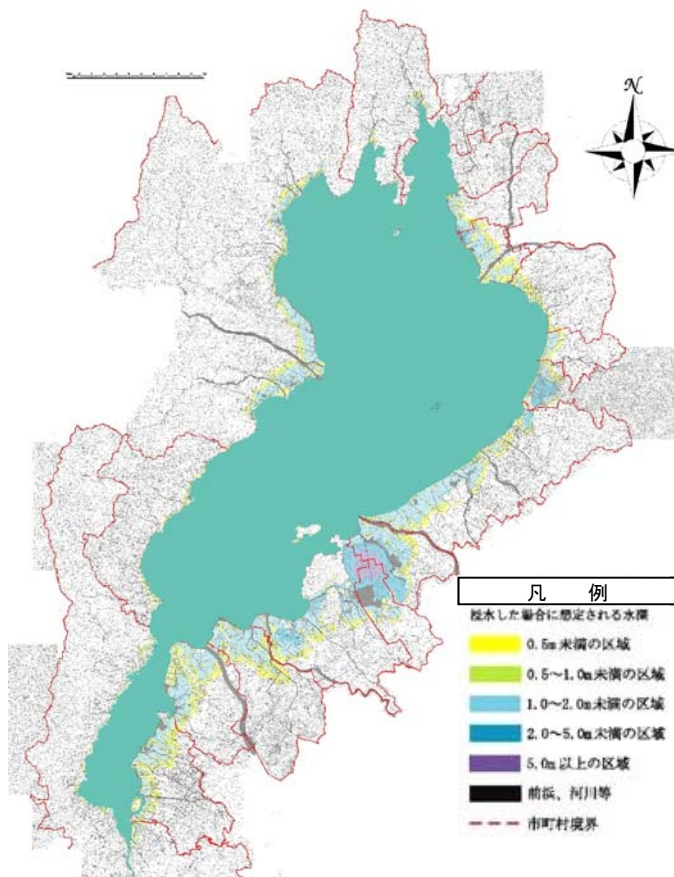 N
凡 例
浸水した場合に想定される水深
0.5m未満の区域
0.5～1.0m未満の区域
1.0～2.0m未満の区域
2.0～5.0m未満の区域
5.0m以上の区域
前浜、河川等
市町村境界